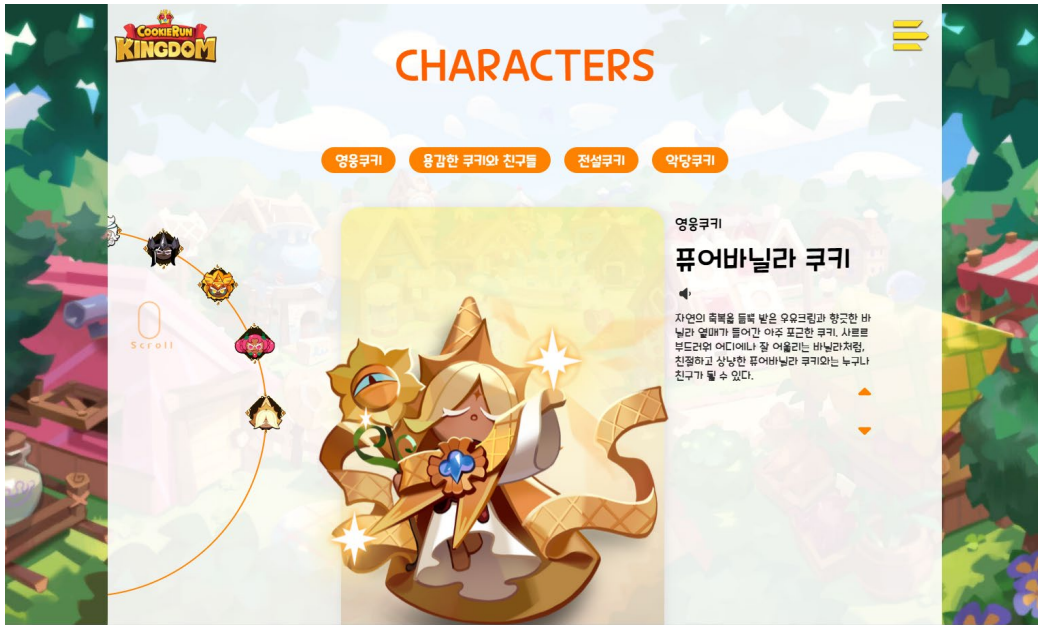 COOKIERUN
KINGDOM
CHARACTERS
영웅쿠키 용감한 쿠키와 친구들 전설쿠키 악당쿠키
Scroll
영웅쿠키
퓨어바닐라 쿠키
자연의 축복을 듬뿍 받은 우유크림과 향긋한 바
닐라 열매가 들어간 아주 포근한 쿠키. 사르르
부드러워 어디에나 잘 어울리는 바닐라처럼,
친절하고 상냥한 퓨어바닐라 쿠키와는 누구나
친구가 될 수 있다.